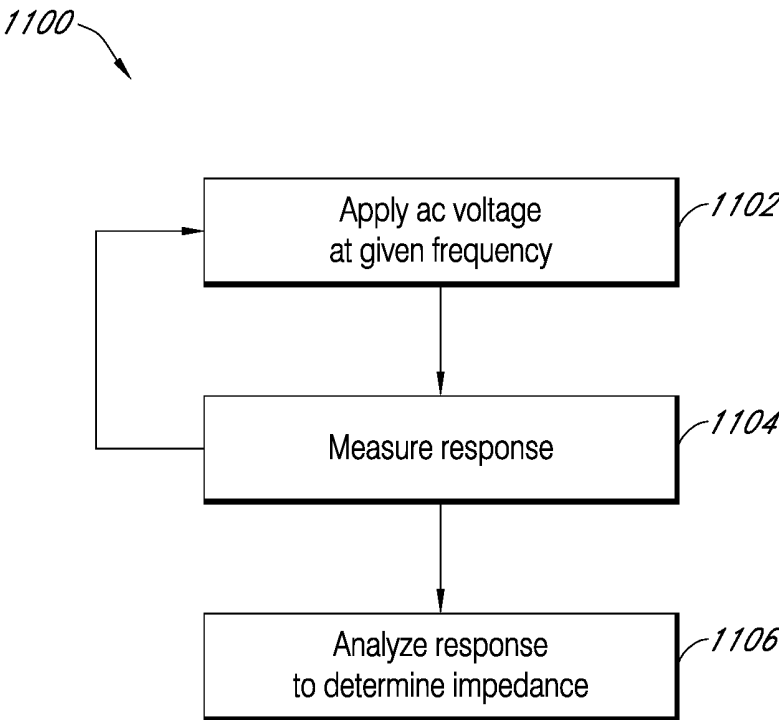 1100
Apply ac voltage
at given frequency
1102
Measure response
1104
Analyze response
to determine impedance
1106